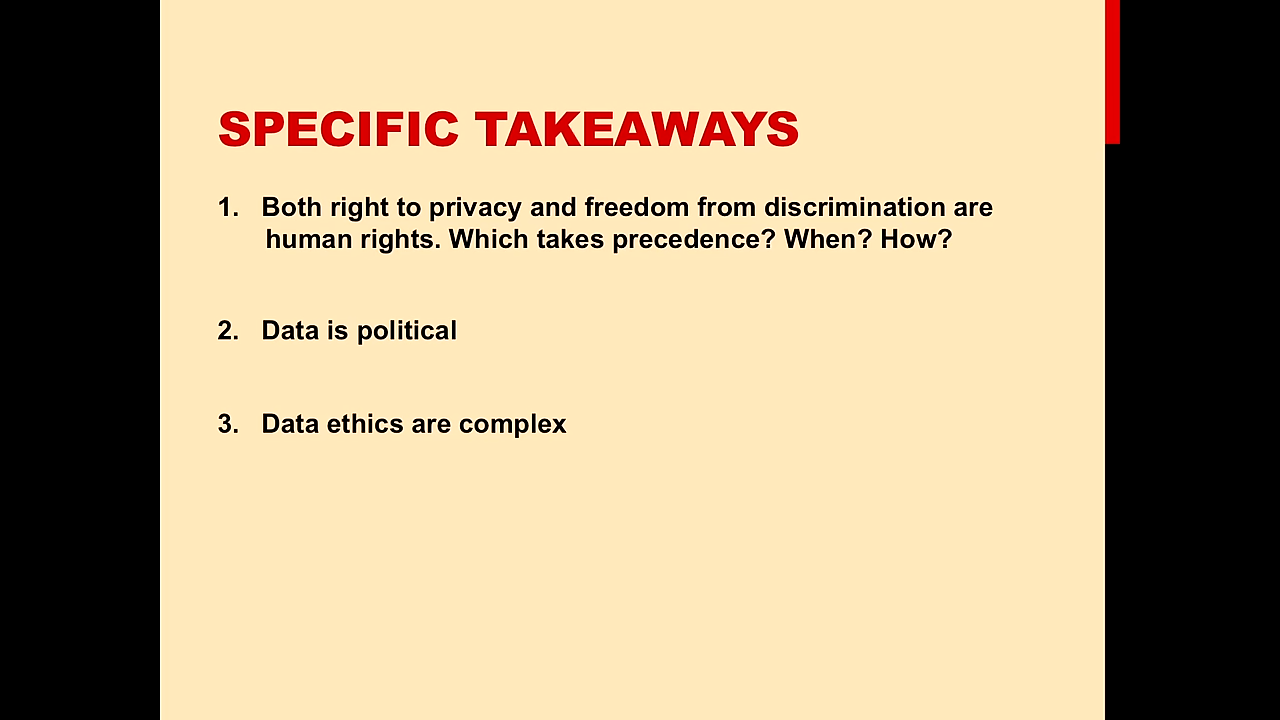 SPECIFIC TAKEAWAYS
1. Both right to privacy and freedom from discrimination are
human rights. Which takes precedence? When? How?
2. Data is political
3. Data ethics are complex